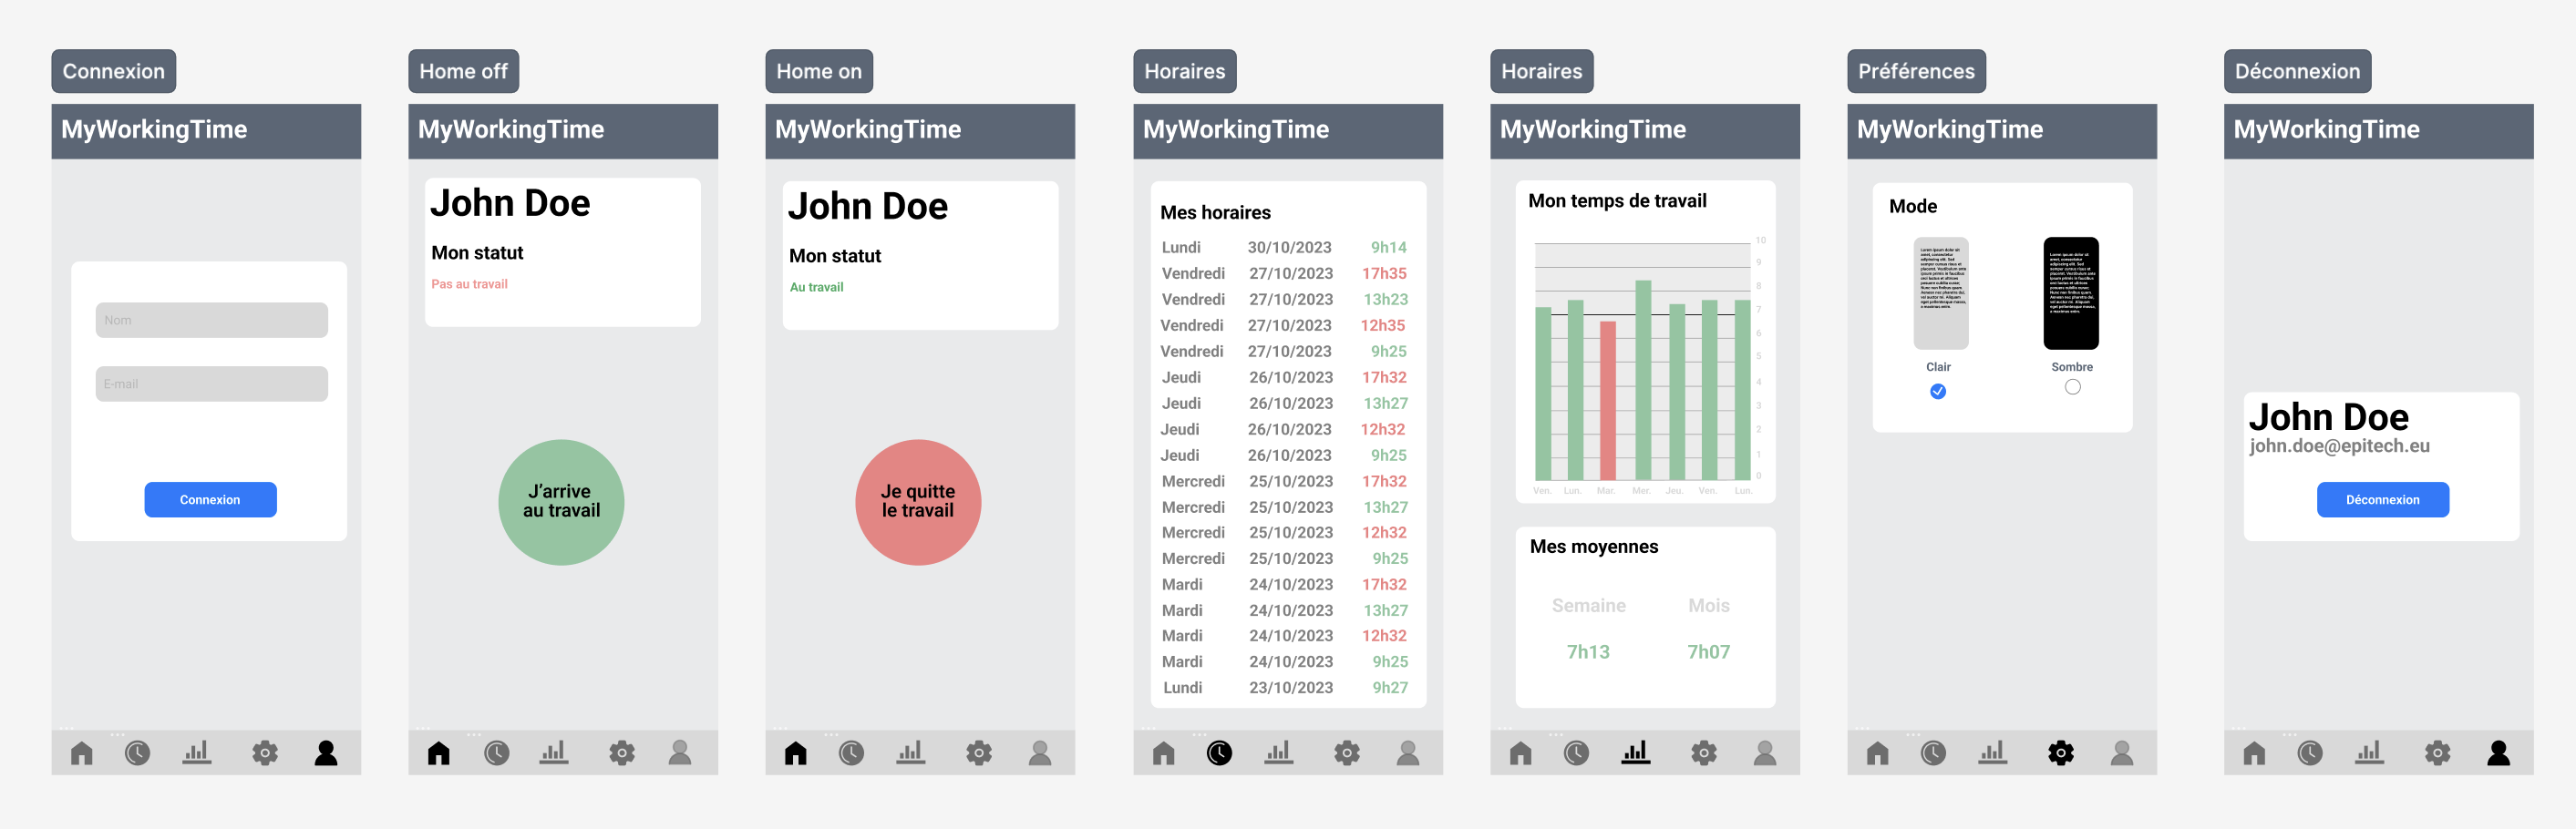 Connexion
MyWorkingTime
Nom
E-mail
Connexion
Home off
MyWorkingTime
John Doe
Mon statut
Pas au travail
J’arrive
au travail
Home on
MyWorkingTime
John Doe
Mon statut
Au travail
Je quitte
le travail
Horaires
MyWorkingTime
Mes horaires
Lundi 30/10/2023 9h14
Vendredi 27/10/2023 17h35
Vendredi 27/10/2023 13h23
Vendredi 27/10/2023 12h35
Vendredi 27/10/2023 9h25
Jeudi 26/10/2023 17h32
Jeudi 26/10/2023 13h27
Jeudi 26/10/2023 12h32
Jeudi 26/10/2023 9h25
Mercredi 25/10/2023 17h32
Mercredi 25/10/2023 13h27
Mercredi 25/10/2023 12h32
Mercredi 25/10/2023 9h25
Mardi 24/10/2023 17h32
Mardi 24/10/2023 13h27
Mardi 24/10/2023 12h32
Mardi 24/10/2023 9h25
Lundi 23/10/2023 9h27
Horaires
MyWorkingTime
Mon temps de travail
10
9
8
7
6
5
4
3
2
1
0
Ven. Lun. Mar. Mer. Jeu. Ven. Lun.
Mes moyennes
Semaine Mois
7h13 7h07
Préférences
MyWorkingTime
Mode
Clair Sombre
Déconnexion
MyWorkingTime
John Doe
john.doe@epitech.eu
Déconnexion